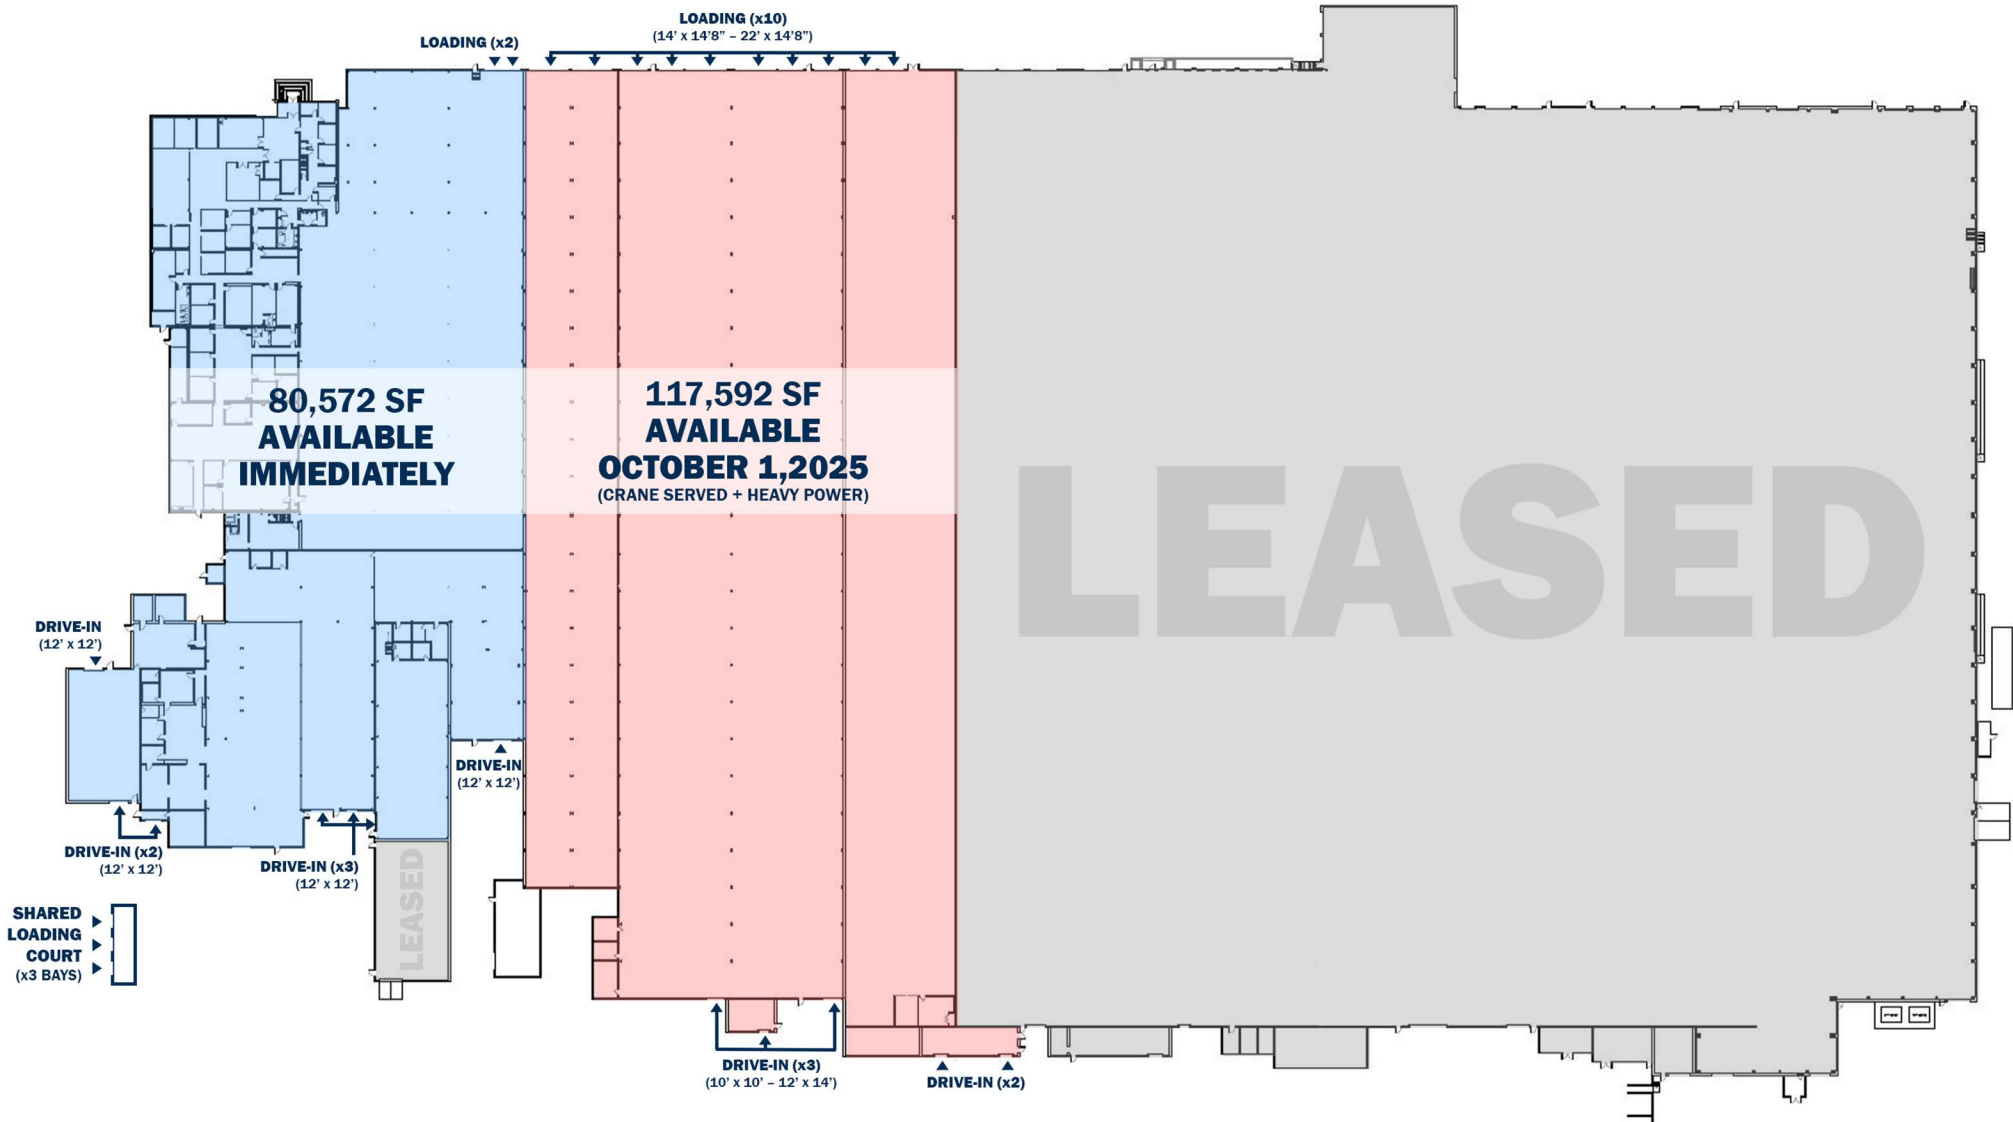 LOADING (x10)
(14’ x 14’8” – 22’ x 14’8”)
LOADING (x2)
80,572 SF
AVAILABLE
IMMEDIATELY
117,592 SF
AVAILABLE
OCTOBER 1,2025
(CRANE SERVED + HEAVY POWER)
LEASED
DRIVE-IN
(12’ x 12’)
DRIVE-IN
(12’ x 12’)
DRIVE-IN (x2)
(12’ x 12’)
DRIVE-IN (x3)
(12’ x 12’)
LEASED
SHARED
LOADING
COURT
(x3 BAYS)
DRIVE-IN (x3)
(10’ x 10’ – 12’ x 14’)
DRIVE-IN (x2)